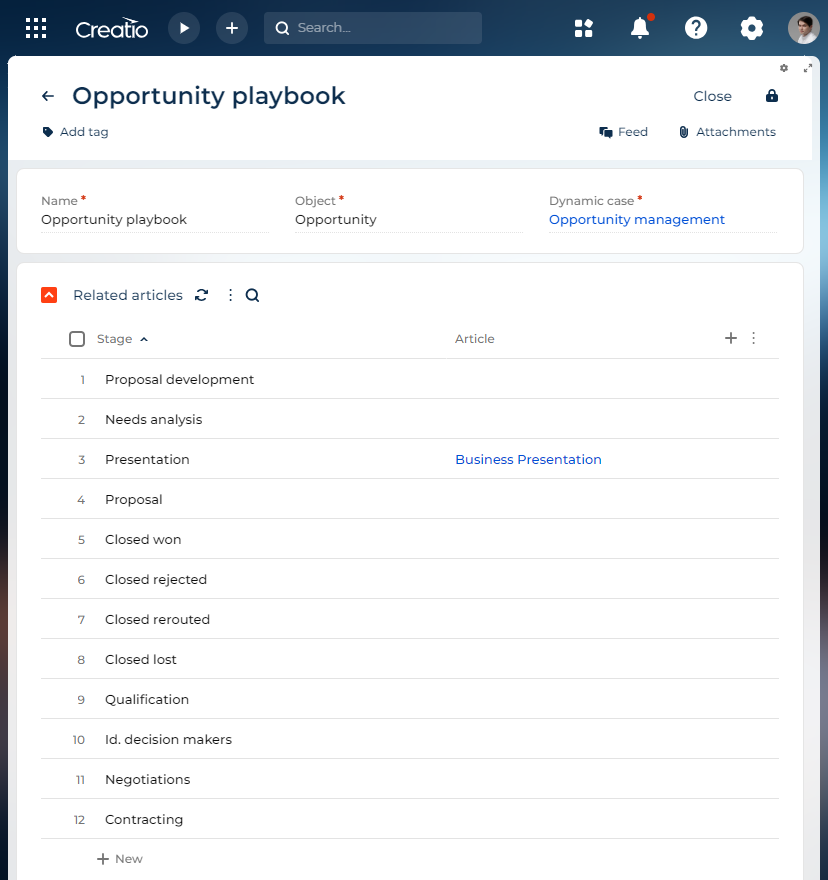 Creatio
Search...
Opportunity playbook
Close
Add tag
Feed
Attachments
Name *
Object *
Dynamic case *
Opportunity playbook
Opportunity
Opportunity management
Related articles
Stage
Article
1 Proposal development
2 Needs analysis
3 Presentation Business Presentation
4 Proposal
5 Closed won
6 Closed rejected
7 Closed rerouted
8 Closed lost
9 Qualification
10 Id. decision makers
11 Negotiations
12 Contracting
New